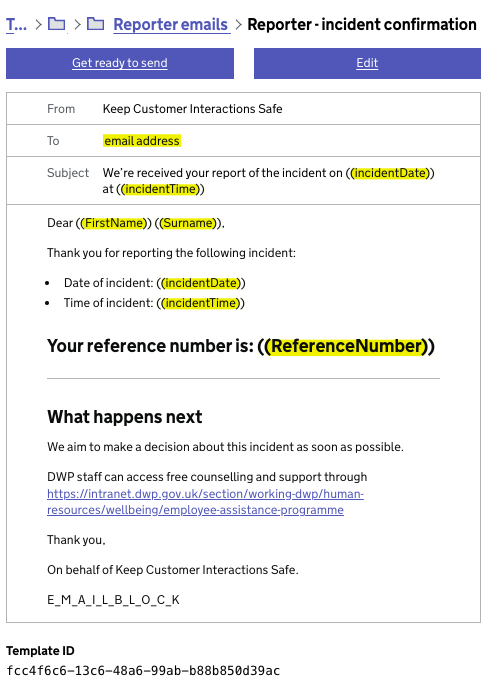 T... > > Reporter emails > Reporter - incident confirmation
Get ready to send
Edit
From Keep Customer Interactions Safe
To email address
Subject We're received your report of the incident on ((incidentDate))
at ((incidentTime))
Dear ((FirstName)) ((Surname)),
Thank you for reporting the following incident:
• Date of incident: ((incidentDate))
• Time of incident: ((incidentTime))
Your reference number is: ((ReferenceNumber))
What happens next
We aim to make a decision about this incident as soon as possible.
DWP staff can access free counselling and support through
https://intranet.dwp.gov.uk/section/working-dwp/human-
resources/wellbeing/employee-assistance-programme
Thank you,
On behalf of Keep Customer Interactions Safe.
E_M_A_I_L_B_L_O_C_K
Template ID
fcc4f6c6-13c6-48a6-99ab-b88b850d39ac